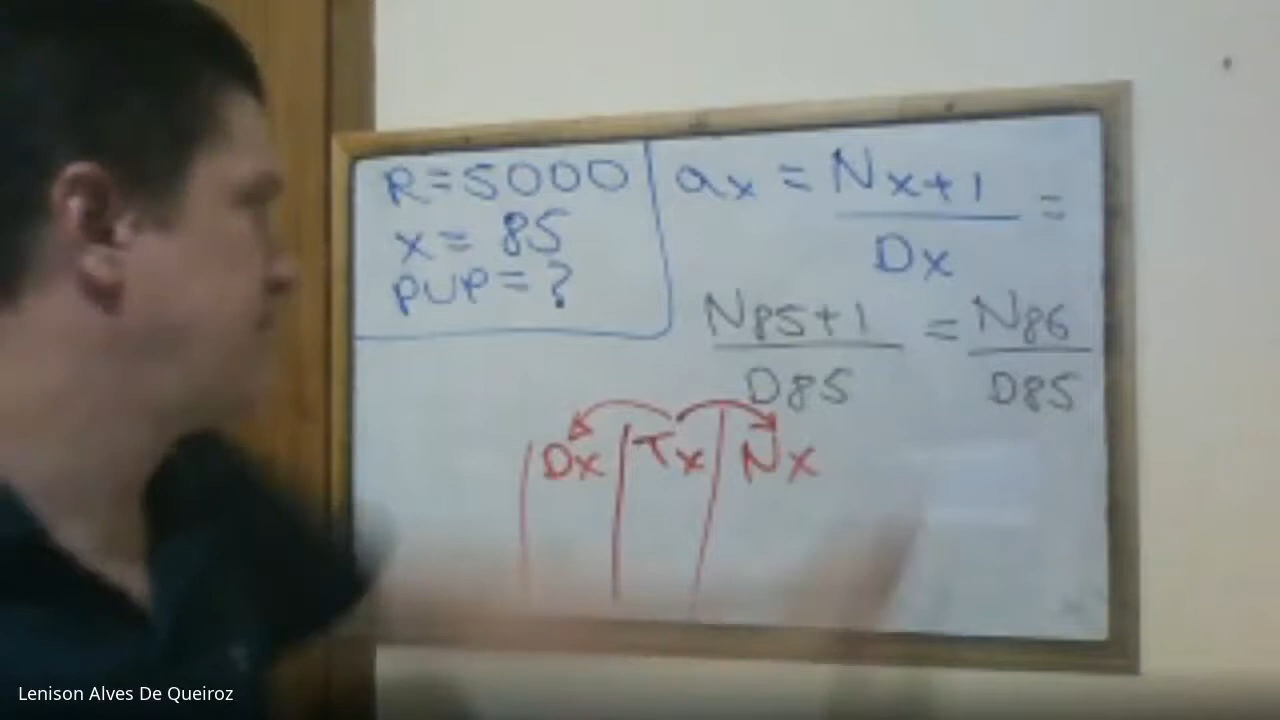 R=5000
x= 85
PUP=?
ax = Nx+1 =
Dx
N85+1 = N86
D85 D85
Dx Tx Nx
Lenison Alves De Queiroz